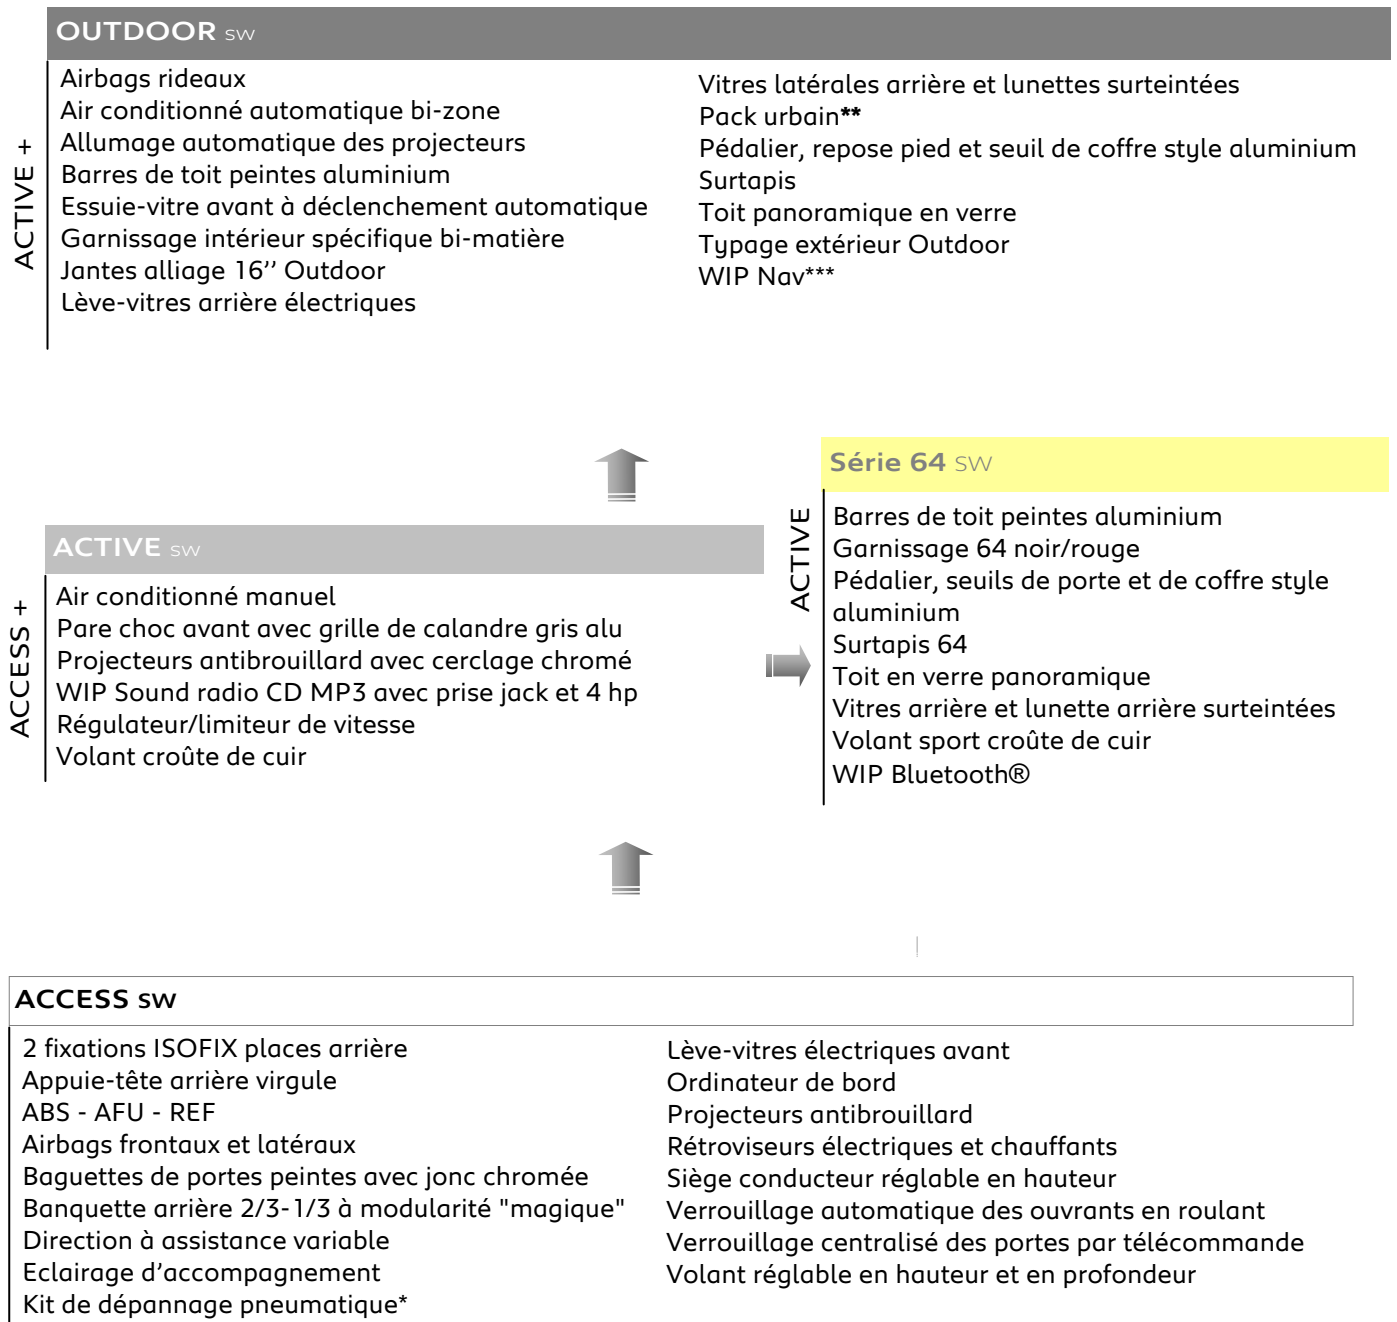 OUTDOOR SW
ACTIVE +
Airbags rideaux
Air conditionné automatique bi-zone
Allumage automatique des projecteurs
Barres de toit peintes aluminium
Essuie-vitre avant à déclenchement automatique
Garnissage intérieur spécifique bi-matière
Jantes alliage 16’’ Outdoor
Lève-vitres arrière électriques
Vitres latérales arrière et lunettes surteintées
Pack urbain**
Pédalier, repose pied et seuil de coffre style aluminium
Surtapis
Toit panoramique en verre
Typage extérieur Outdoor
WIP Nav***
ACTIVE SW
ACCESS +
Air conditionné manuel
Pare choc avant avec grille de calandre gris alu
Projecteurs antibrouillard avec cerclage chromé
WIP Sound radio CD MP3 avec prise jack et 4 hp
Régulateur/limiteur de vitesse
Volant croûte de cuir
Série 64 SW
ACTIVE
Barres de toit peintes aluminium
Garnissage 64 noir/rouge
Pédalier, seuils de porte et de coffre style
aluminium
Surtapis 64
Toit en verre panoramique
Vitres arrière et lunette arrière surteintées
Volant sport croûte de cuir
WIP Bluetooth®
ACCESS SW
2 fixations ISOFIX places arrière
Appuie-tête arrière virgule
ABS - AFU - REF
Airbags frontaux et latéraux
Baguettes de portes peintes avec jonc chromée
Banquette arrière 2/3-1/3 à modularité "magique"
Direction à assistance variable
Eclairage d’accompagnement
Kit de dépannage pneumatique*
Lève-vitres électriques avant
Ordinateur de bord
Projecteurs antibrouillard
Rétroviseurs électriques et chauffants
Siège conducteur réglable en hauteur
Verrouillage automatique des ouvrants en roulant
Verrouillage centralisé des portes par télécommande
Volant réglable en hauteur et en profondeur